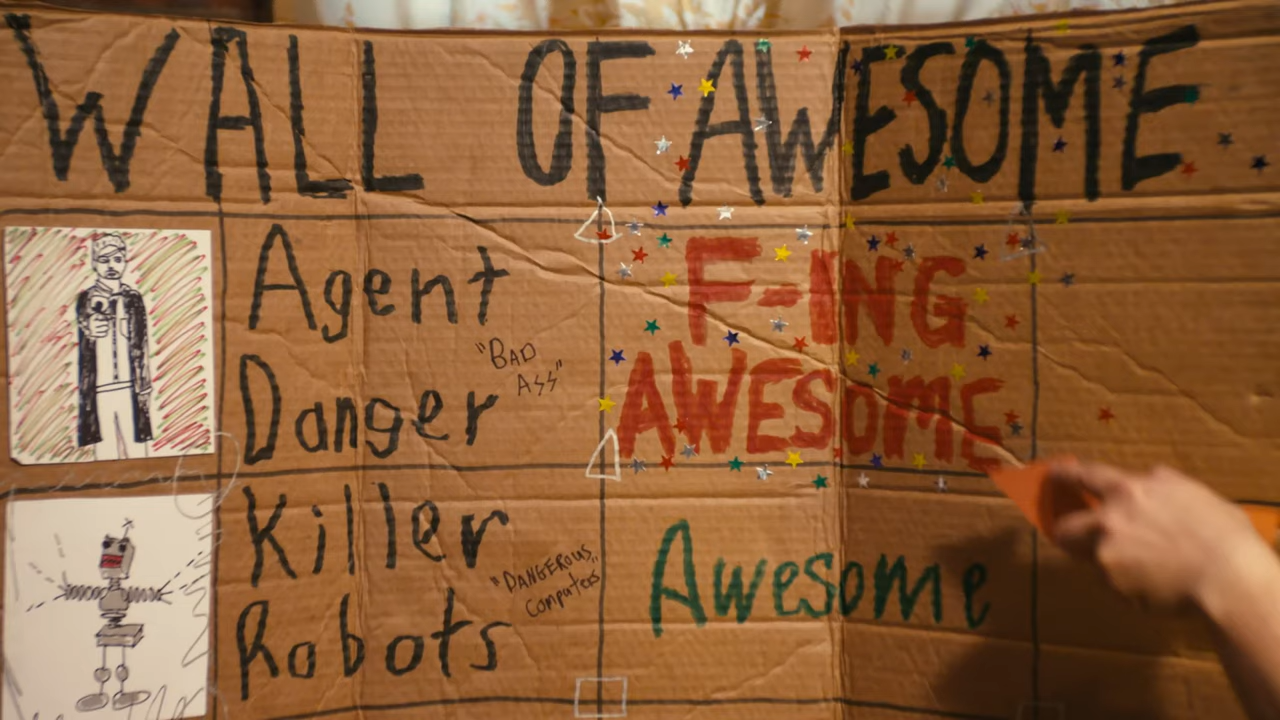 WALL OF AWESOME
Agent
Danger
"BAD
ASS"
F-ING
AWESOME
Killer
Robots
"DANGEROUS
Computers"
Awesome